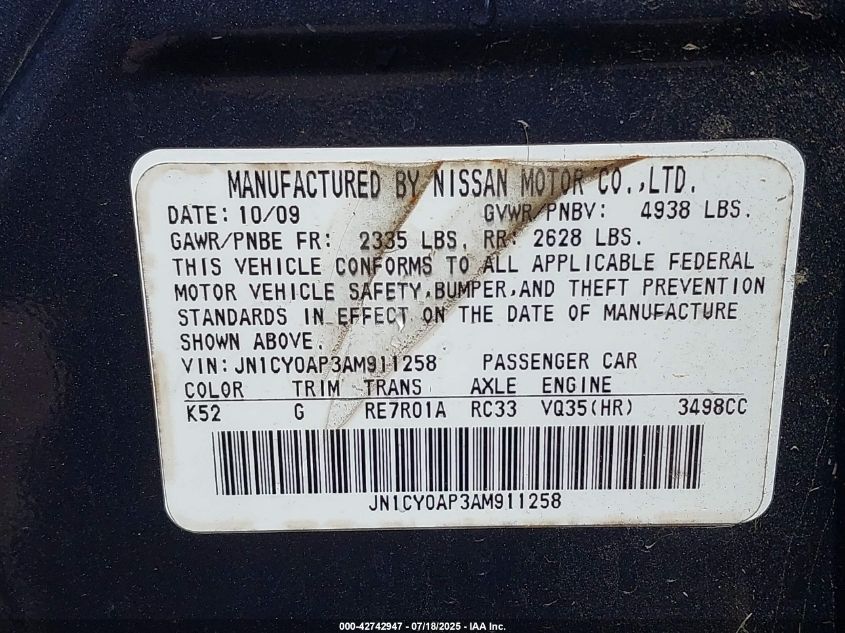 MANUFACTURED BY NISSAN MOTOR CO.,LTD.
DATE: 10/09 GVWR/PNBV: 4938 LBS.
GAWR/PNBE FR: 2335 LBS. RR: 2628 LBS.
THIS VEHICLE CONFORMS TO ALL APPLICABLE FEDERAL
MOTOR VEHICLE SAFETY,BUMPER,AND THEFT PREVENTION
STANDARDS IN EFFECT ON THE DATE OF MANUFACTURE
SHOWN ABOVE.
VIN:JN1CY0AP3AM911258 PASSENGER CAR
COLOR TRIM TRANS AXLE ENGINE
K52 G RE7R01A RC33 VQ35(HR) 3498CC
JN1CY0AP3AM911258
000-42742947 - 07/18/2025 - IAA Inc.